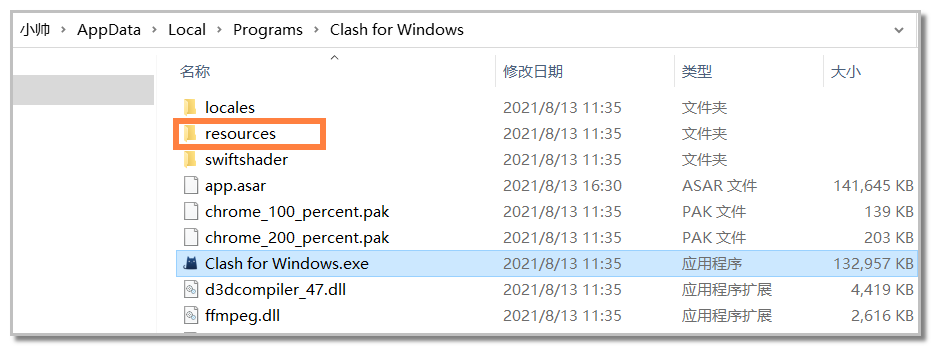 小帅 > AppData > Local > Programs > Clash for Windows
名称 修改日期 类型 大小
locales 2021/8/13 11:35 文件夹
resources 2021/8/13 11:35 文件夹
swiftshader 2021/8/13 11:35 文件夹
app.asar 2021/8/13 16:30 ASAR 文件 141,645 KB
chrome_100_percent.pak 2021/8/13 11:35 PAK 文件 139 KB
chrome_200_percent.pak 2021/8/13 11:35 PAK 文件 203 KB
Clash for Windows.exe 2021/8/13 11:35 应用程序 132,957 KB
d3dcompiler_47.dll 2021/8/13 11:35 应用程序扩展 4,419 KB
ffmpeg.dll 2021/8/13 11:35 应用程序扩展 2,616 KB